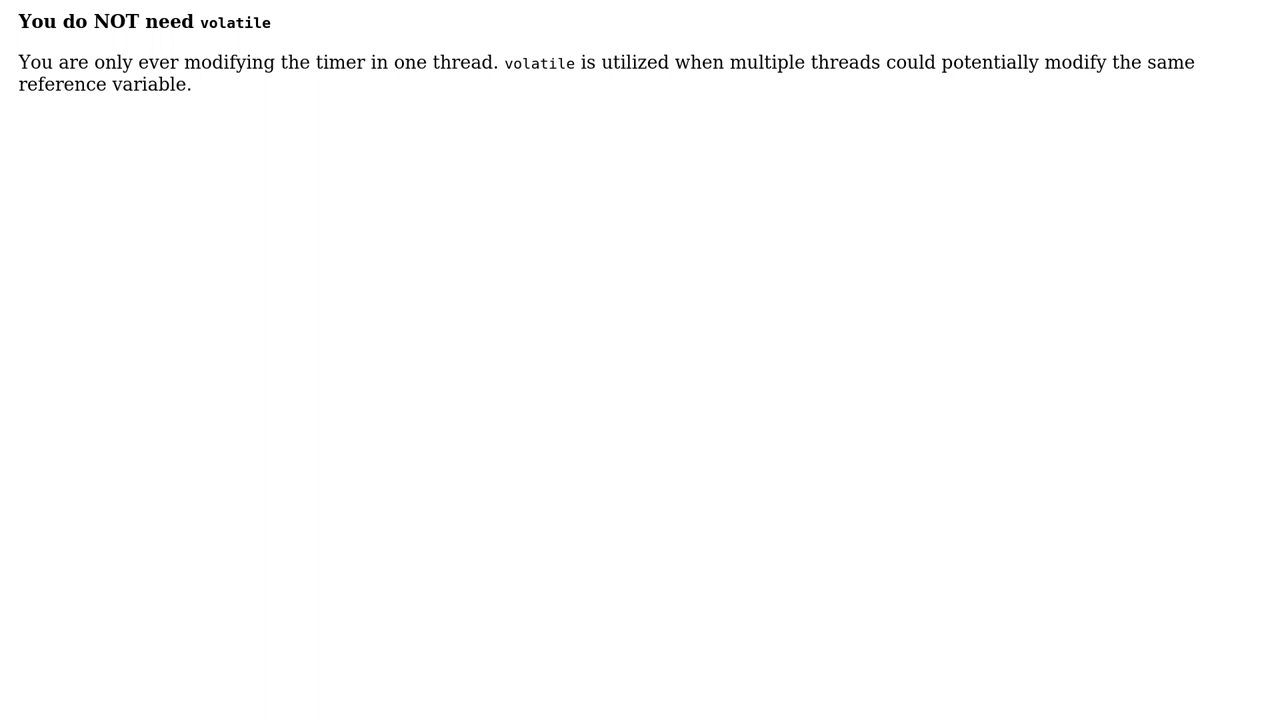 You do NOT need volatile
You are only ever modifying the timer in one thread. volatile is utilized when multiple threads could potentially modify the same
reference variable.